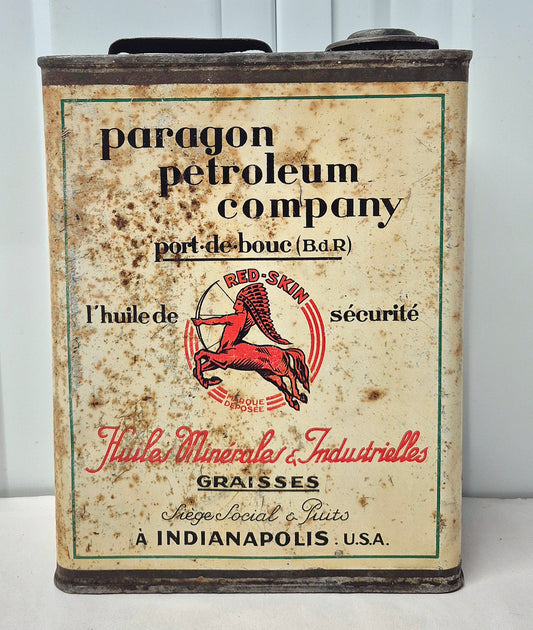 paragon
petroleum
company
port-de-bouc (B.d.R)
RED-SKIN
l'huile de sécurité
MARQUE
DÉPOSÉE
Huiles Minérales & Industrielles
GRAISSES
Siège Social & Puits
À INDIANAPOLIS . U.S.A.